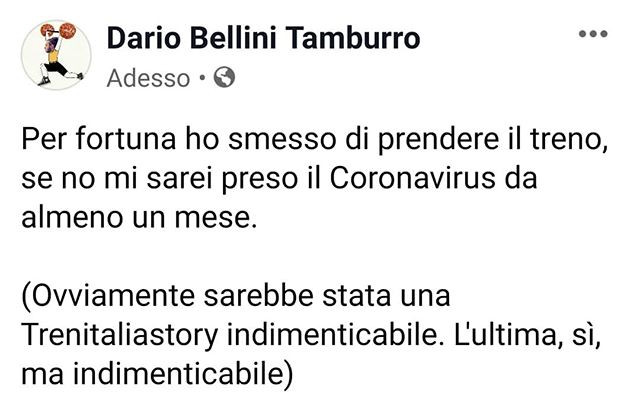 Dario Bellini Tamburro
Adesso •
Per fortuna ho smesso di prendere il treno,
se no mi sarei preso il Coronavirus da
almeno un mese.
(Ovviamente sarebbe stata una
Trenitaliastory indimenticabile. L'ultima, sì,
ma indimenticabile)